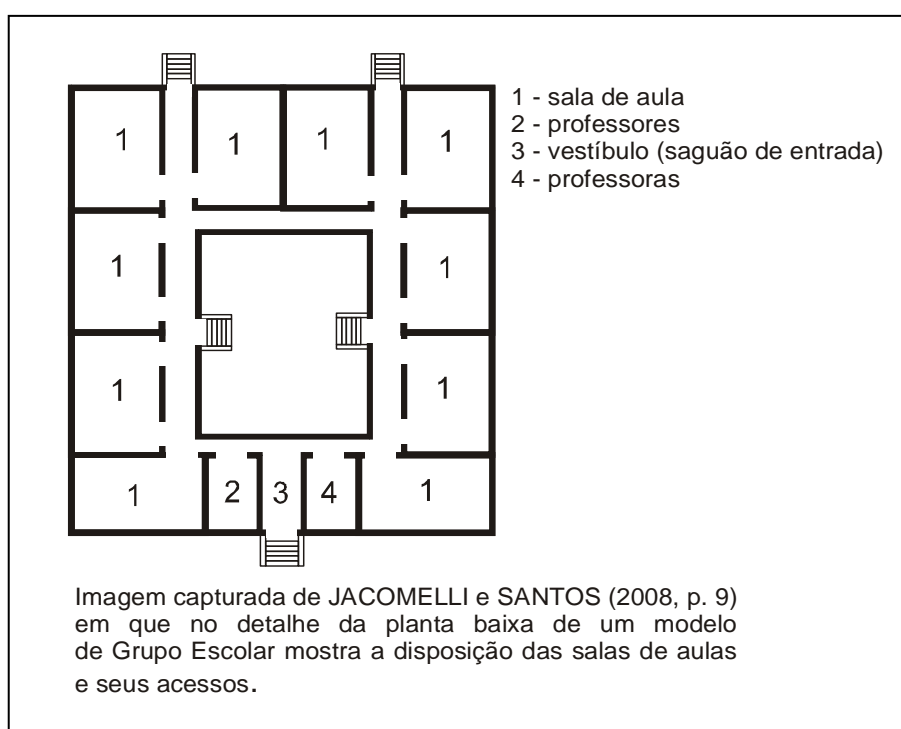 1 1 1 1
1 - sala de aula
2 - professores
3 - vestíbulo (saguão de entrada)
4 - professoras
1 1
1 1
1 2 3 4 1
Imagem capturada de JACOMELLI e SANTOS (2008, p. 9)
em que no detalhe da planta baixa de um modelo
de Grupo Escolar mostra a disposição das salas de aulas
e seus acessos.